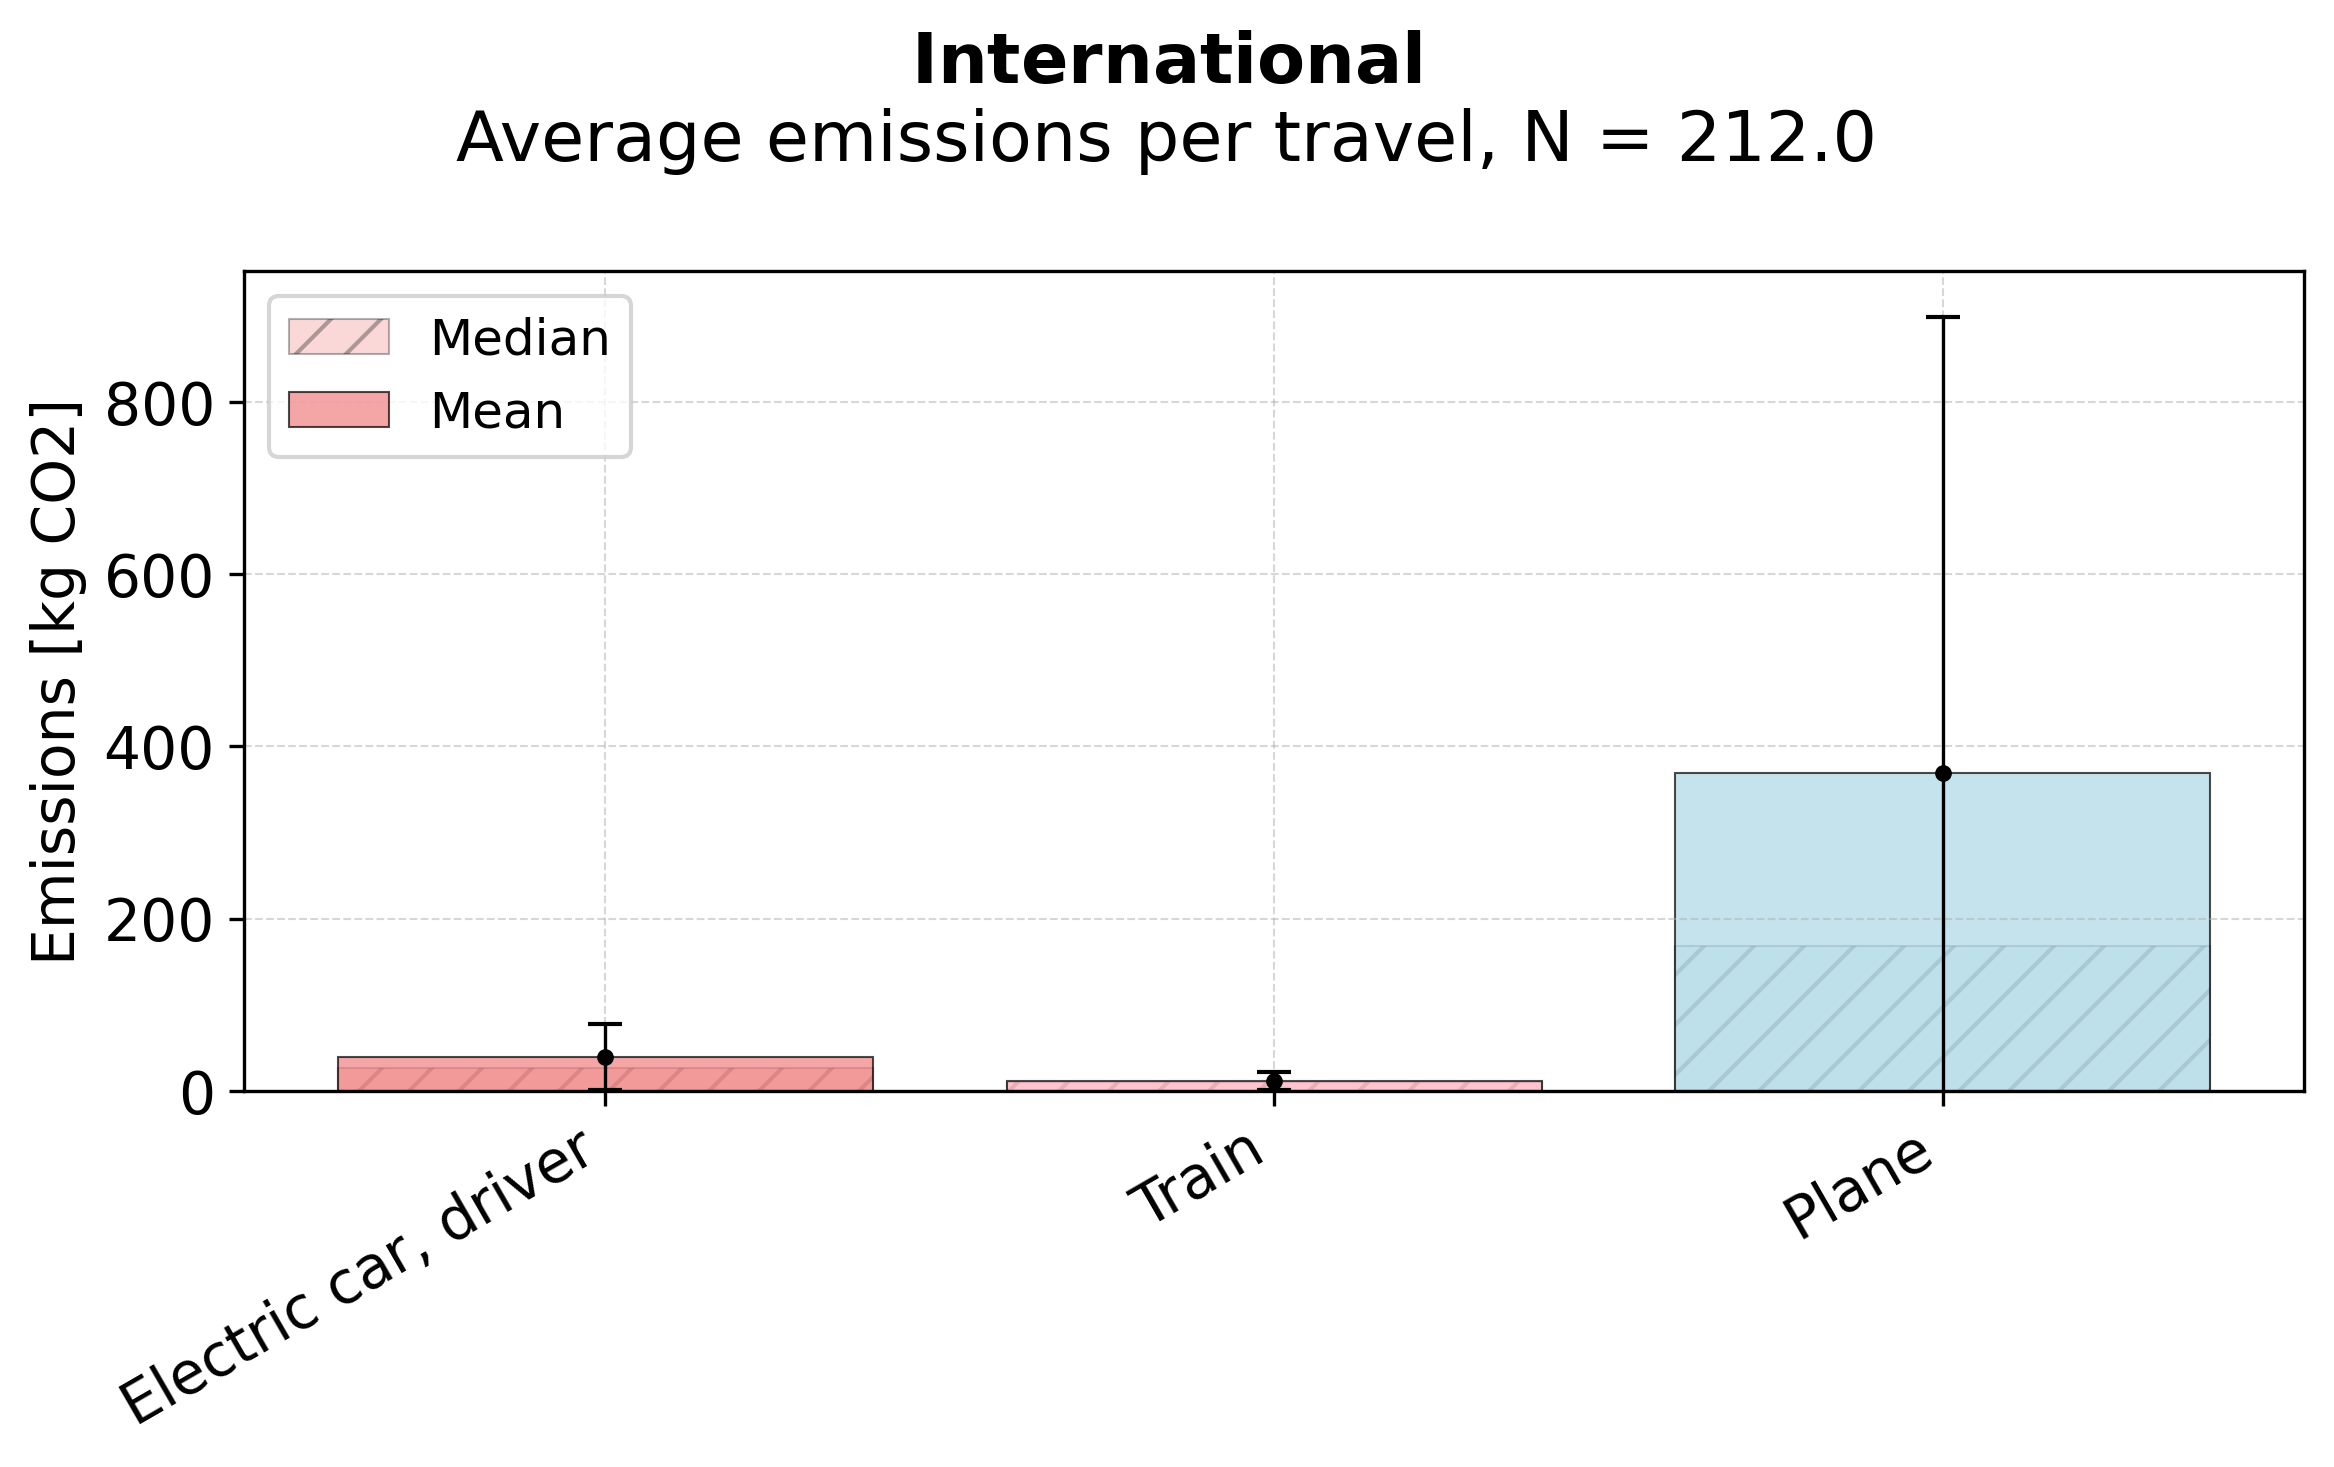 International
Average emissions per travel, N = 212.0
Median
Mean
Emissions [kg CO2]
800
600
400
200
0
Electric car, driver
Train
Plane